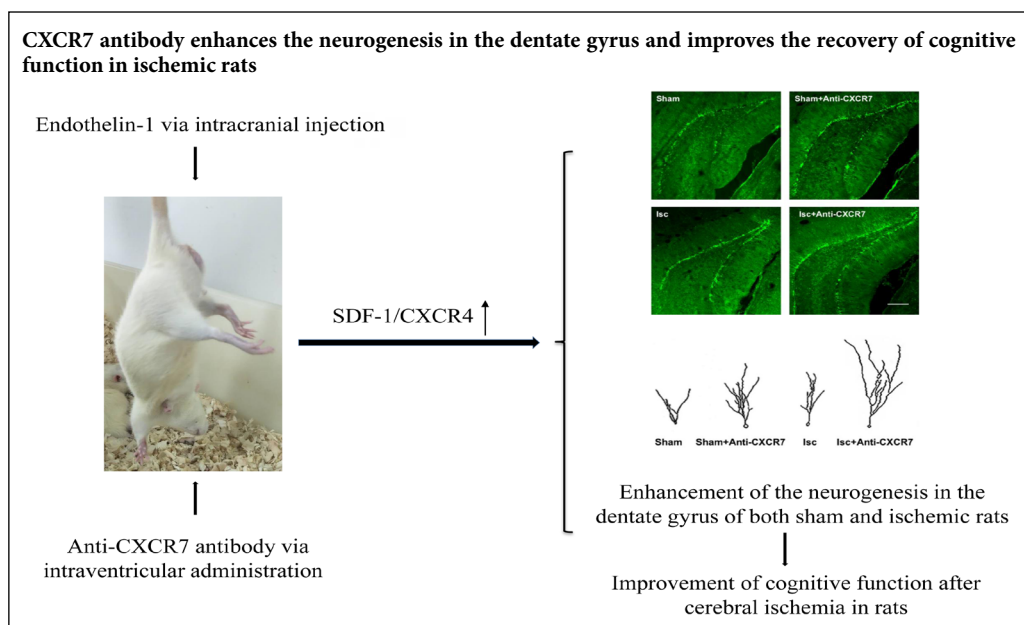 CXCR7 antibody enhances the neurogenesis in the dentate gyrus and improves the recovery of cognitive
function in ischemic rats
Endothelin-1 via intracranial injection
SDF-1/CXCR4
Anti-CXCR7 antibody via
intraventricular administration
Sham
Sham+Anti-CXCR7
Isc
Isc+Anti-CXCR7
Sham
Sham+Anti-CXCR7
Isc
Isc+Anti-CXCR7
Enhancement of the neurogenesis in the
dentate gyrus of both sham and ischemic rats
Improvement of cognitive function after
cerebral ischemia in rats